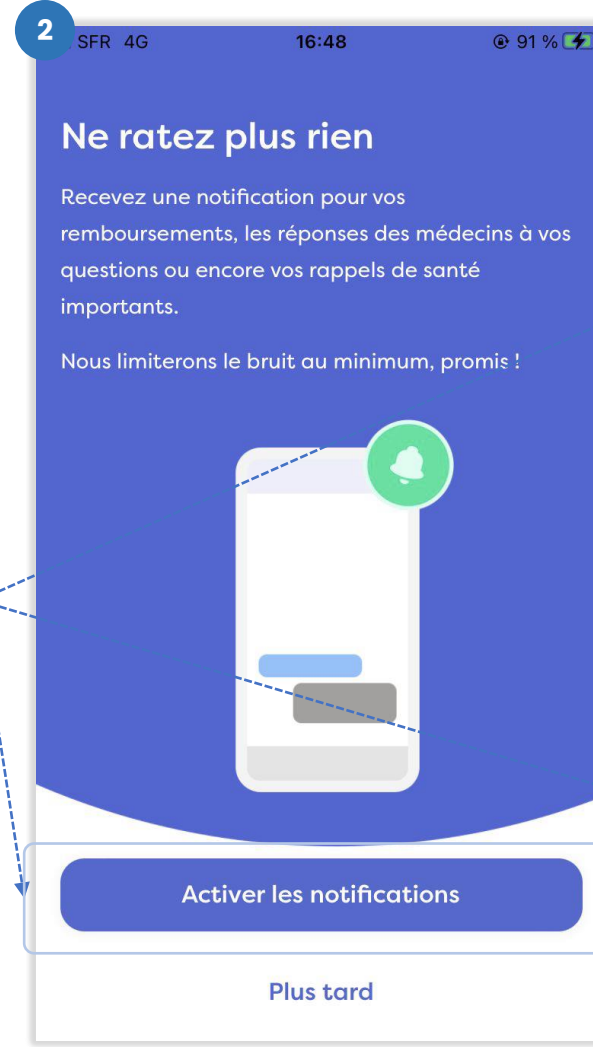 2
SFR 4G 16:48 91 %
Ne ratez plus rien
Recevez une notification pour vos
remboursements, les réponses des médecins à vos
questions ou encore vos rappels de santé
importants.
Nous limiterons le bruit au minimum, promis !
Activer les notifications
Plus tard